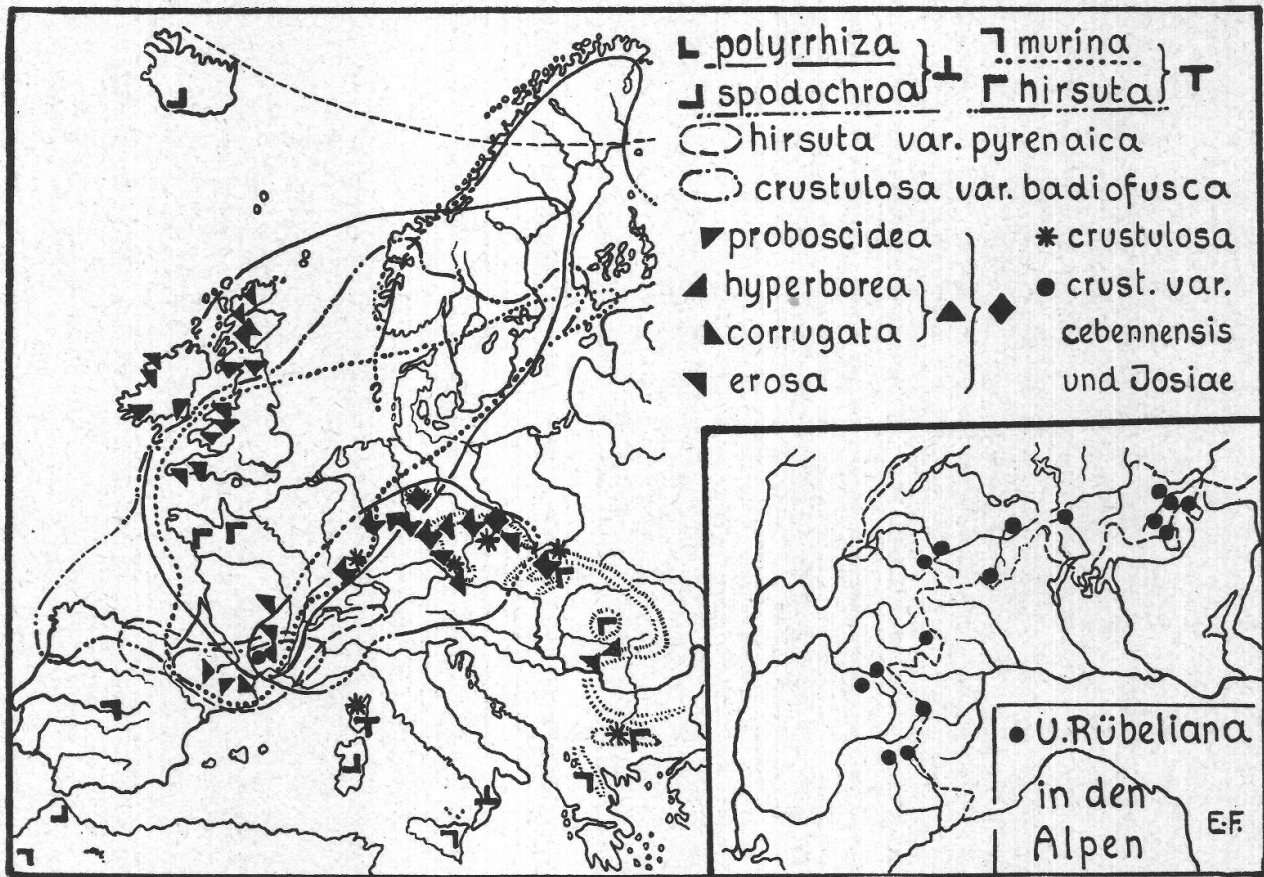 polyrrhiza
spodochroa
murina
hirsuta
hirsuta var. pyrenaica
crustulosa var. badiofusca
proboscidea
hyperborea
corrugata
erosa
crustulosa
crust. var.
cebennensis
und Josiae
U. Rübeliana
in den
Alpen
E.F.